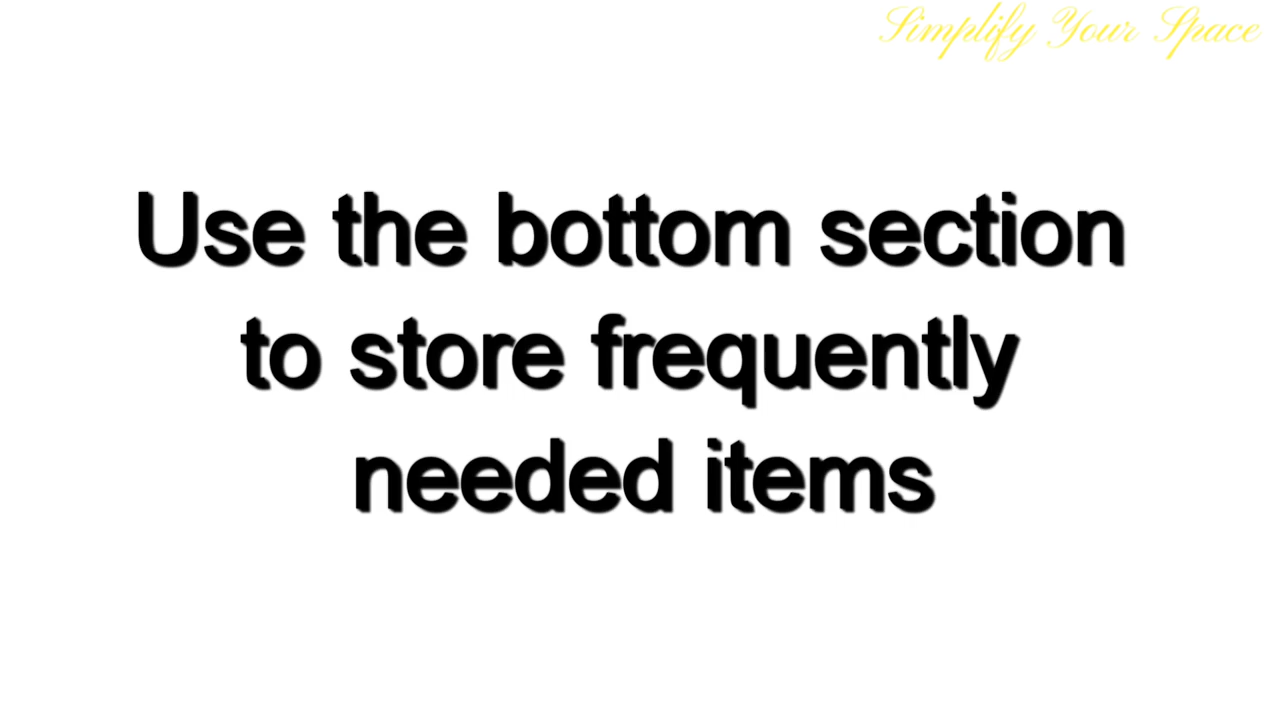 Simplify Your Space
Use the bottom section
to store frequently
needed items